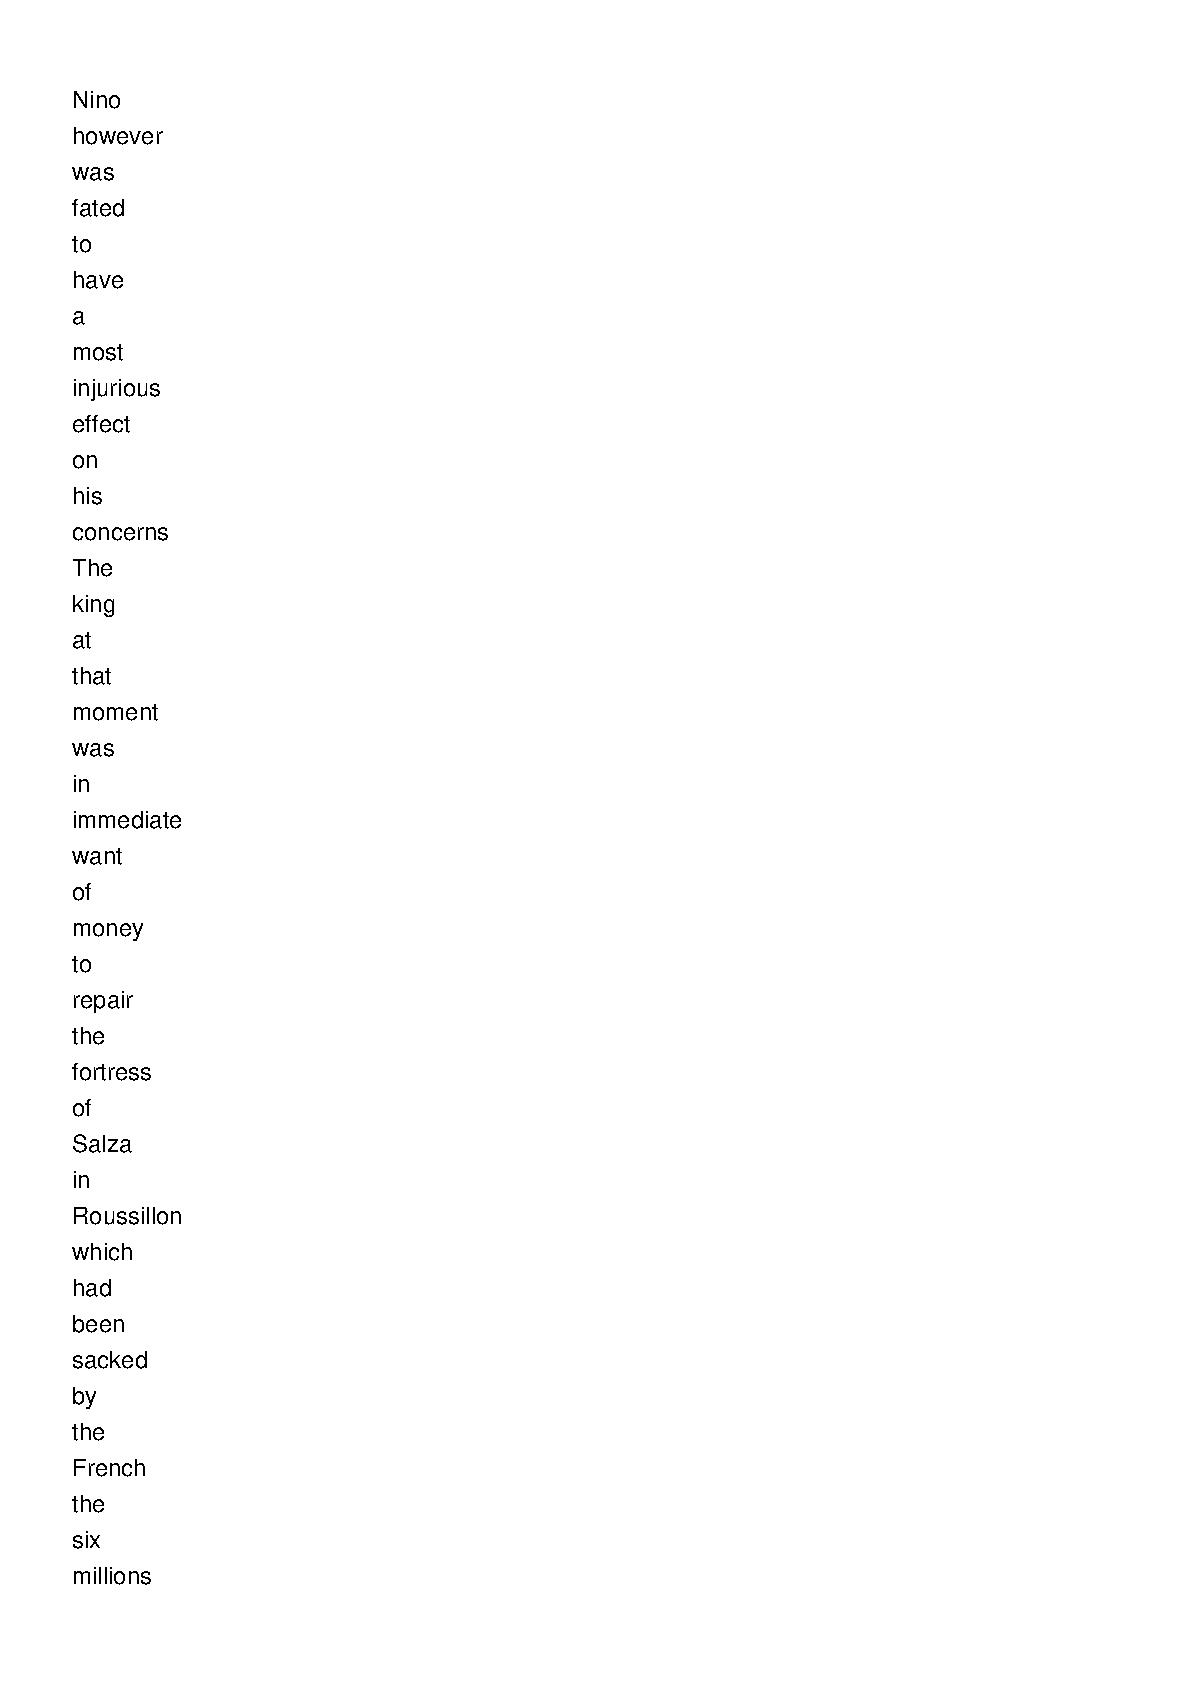 Nino
however
was
fated
to
have
a
most
injurious
effect
on
his
concerns
The
king
at
that
moment
was
in
immediate
want
of
money
to
repair
the
fortress
of
Salza
in
Roussillon
which
had
been
sacked
by
the
French
the
six
millions